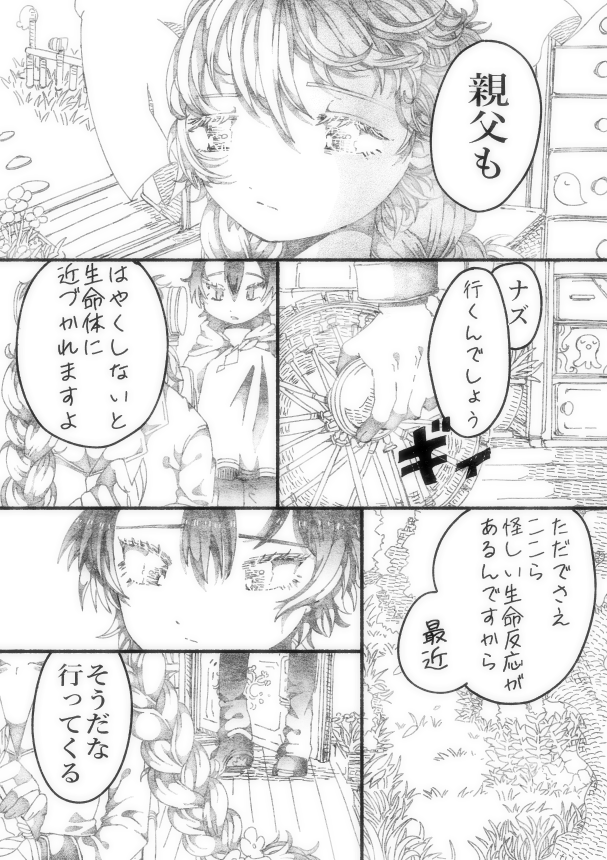 親父も
ナズ
行くんでしょう
ギィ
はやくしないと
生命体に
近づかれますよ
ただでさえ
ここら
怪しい生命反応が
あるんですから
最近
そうだな
行ってくる